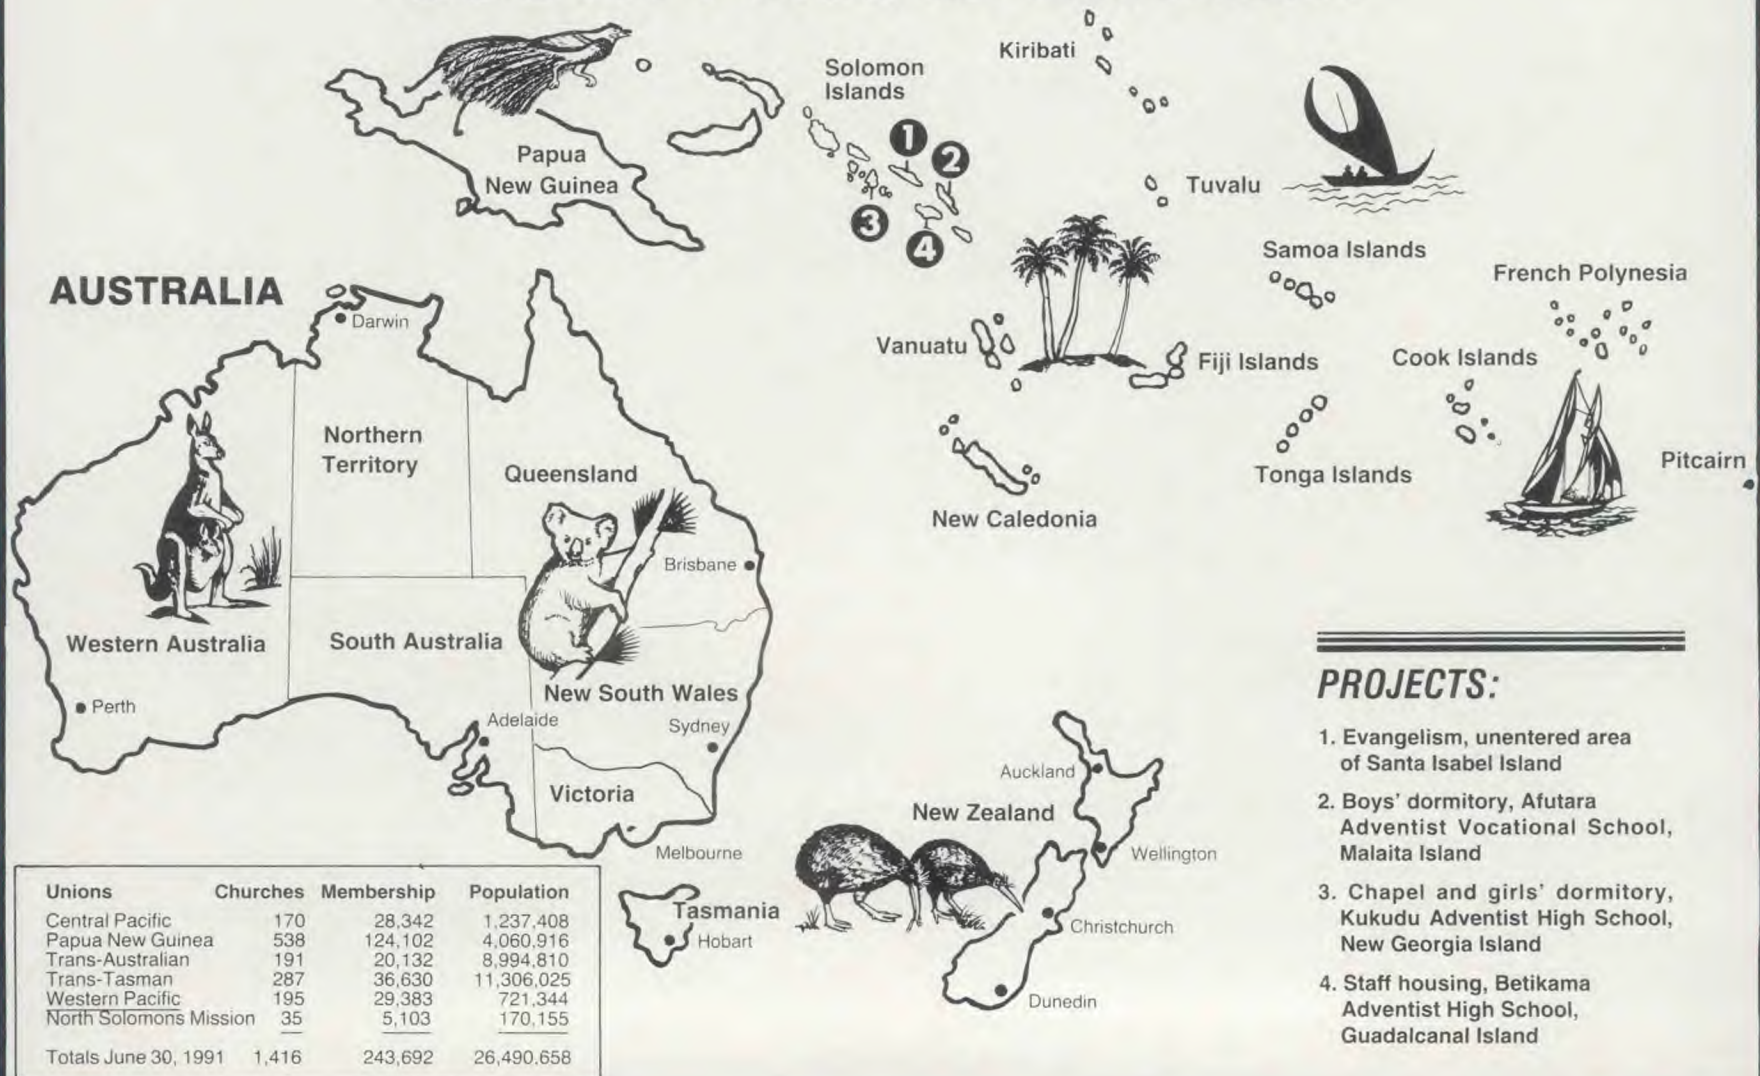 Kiribati
Solomon
Islands
1
2
3
4
Papua
New Guinea
Tuvalu
Samoa Islands
French Polynesia
AUSTRALIA
Darwin
Vanuatu
Fiji Islands
Cook Islands
Northern
Territory
Queensland
Tonga Islands
Pitcairn
New Caledonia
Brisbane
Western Australia
South Australia
New South Wales
Perth
Adelaide
Sydney
Victoria
Melbourne
Auckland
New Zealand
Wellington
Tasmania
Hobart
Christchurch
Dunedin
PROJECTS:
1. Evangelism, unentered area
of Santa Isabel Island
2. Boys' dormitory, Afutara
Adventist Vocational School,
Malaita Island
3. Chapel and girls' dormitory,
Kukudu Adventist High School,
New Georgia Island
4. Staff housing, Betikama
Adventist High School,
Guadalcanal Island
Unions Churches Membership Population
Central Pacific 170 28,342 1,237,408
Papua New Guinea 538 124,102 4,060,916
Trans-Australian 191 20,132 8,994,810
Trans-Tasman 287 36,630 11,306,025
Western Pacific 195 29,383 721,344
North Solomons Mission 35 5,103 170,155
Totals June 30, 1991 1,416 243,692 26,490.658